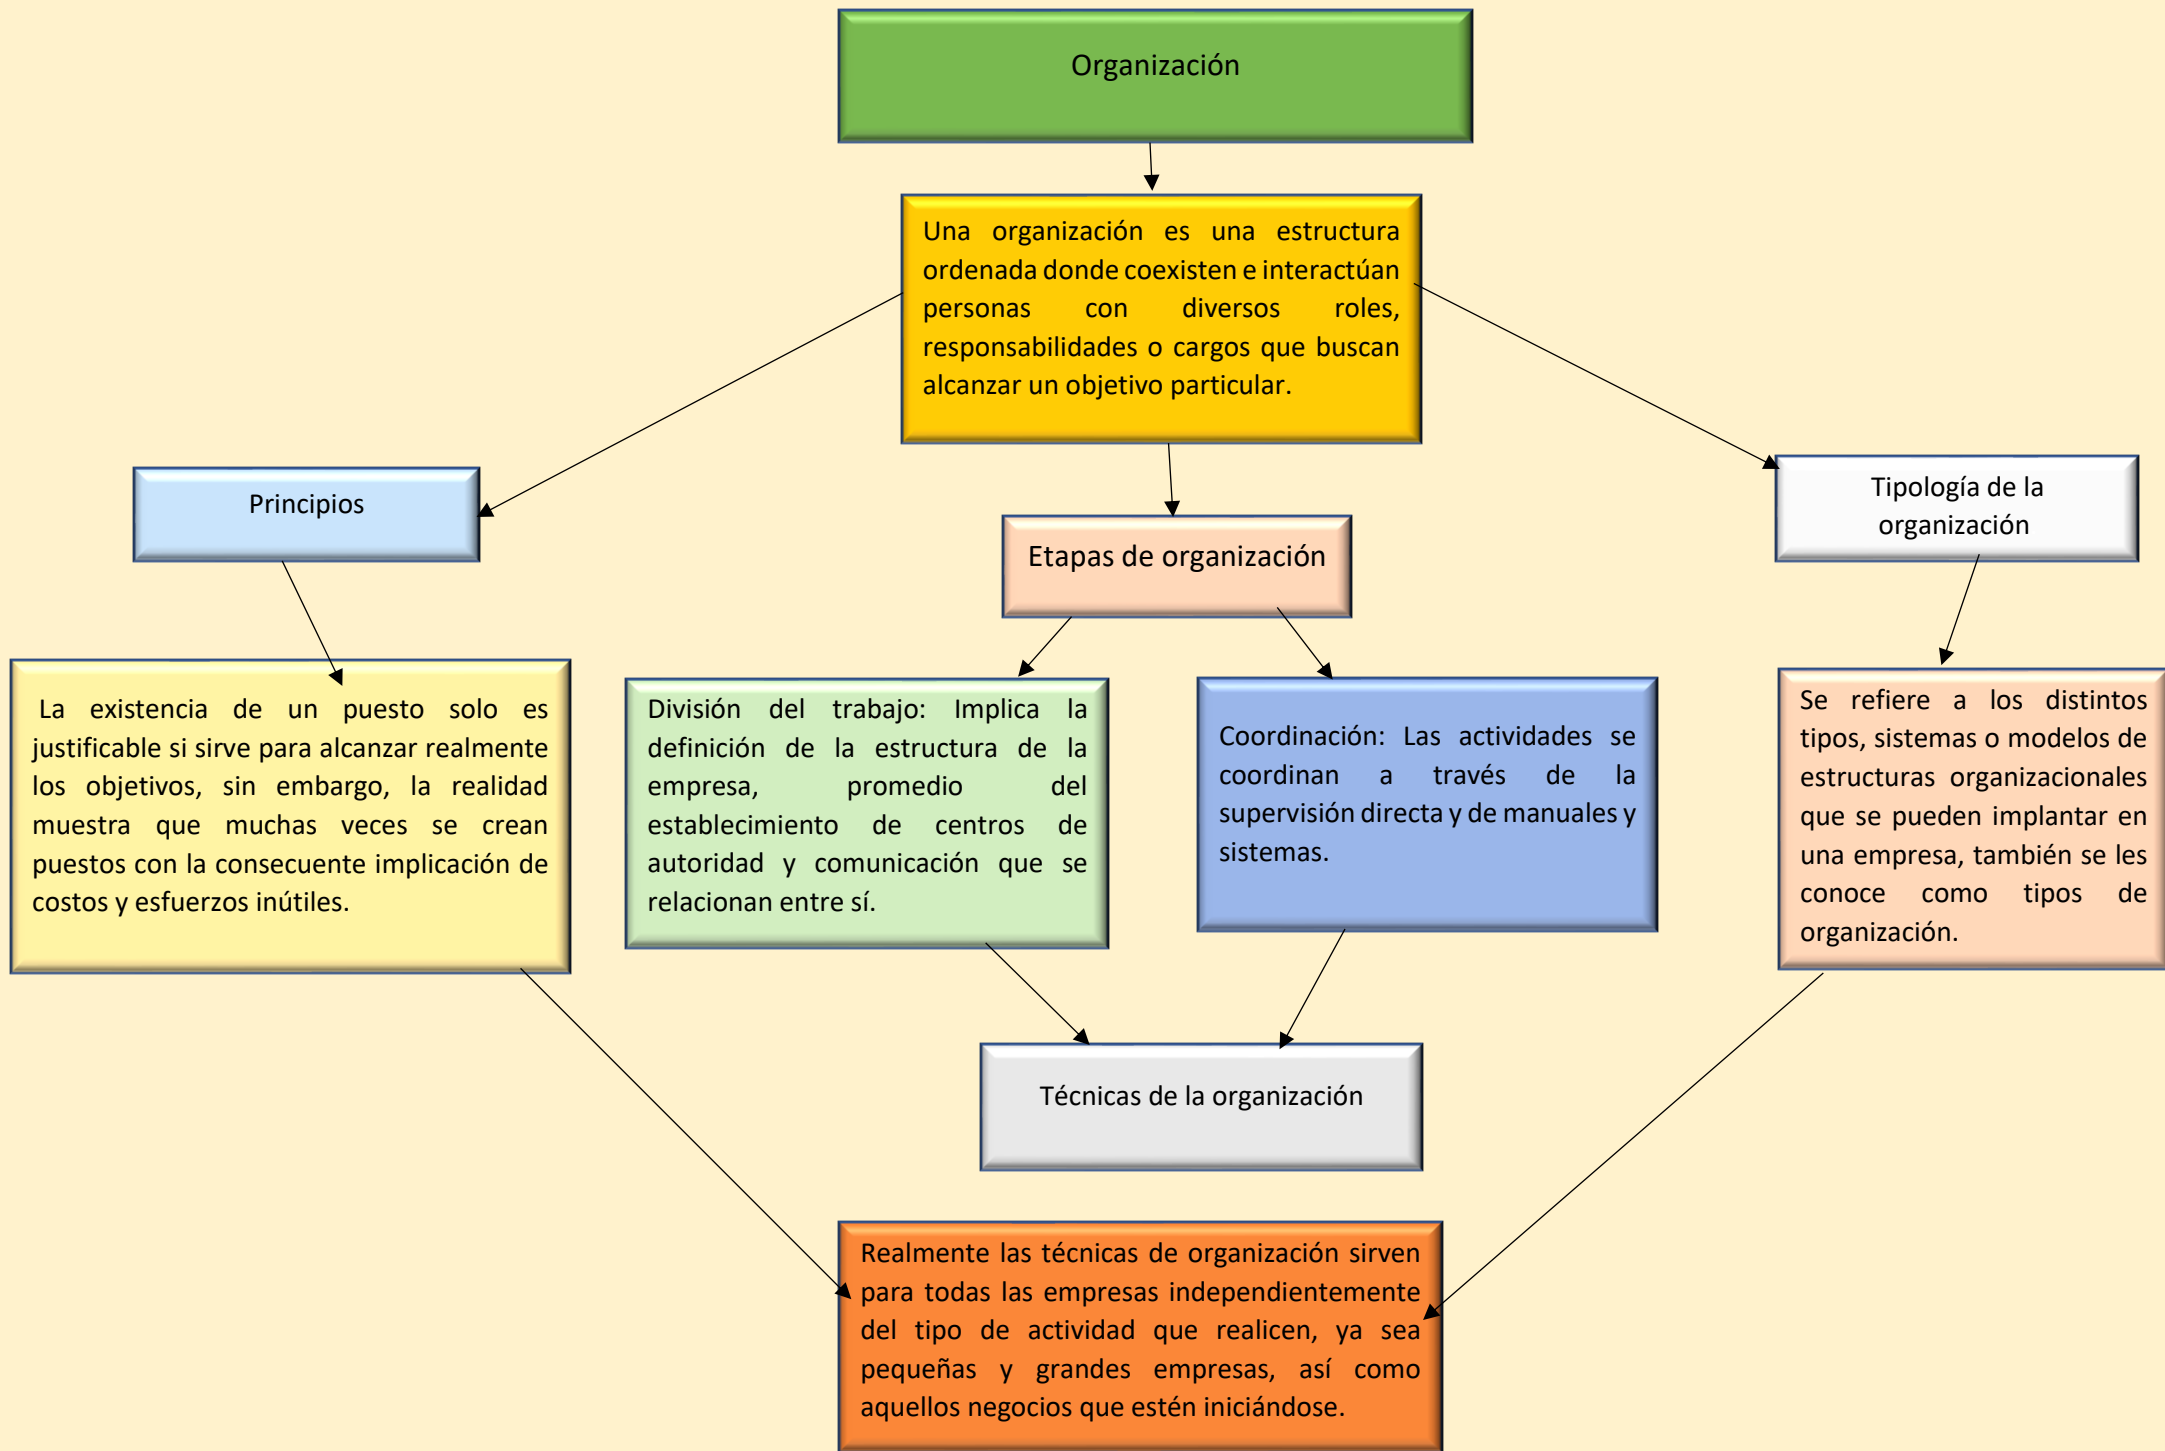 Organización
Una organización es una estructura
ordenada donde coexisten e interactúan
personas con diversos roles,
responsabilidades o cargos que buscan
alcanzar un objetivo particular.
Principios
Etapas de organización
Tipología de la
organización
La existencia de un puesto solo es
justificable si sirve para alcanzar realmente
los objetivos, sin embargo, la realidad
muestra que muchas veces se crean
puestos con la consecuente implicación de
costos y esfuerzos inútiles.
División del trabajo: Implica la
definición de la estructura de la
empresa, promedio del
establecimiento de centros de
autoridad y comunicación que se
relacionan entre sí.
Coordinación: Las actividades se
coordinan a través de la
supervisión directa y de manuales y
sistemas.
Se refiere a los distintos
tipos, sistemas o modelos de
estructuras organizacionales
que se pueden implantar en
una empresa, también se les
conoce como tipos de
organización.
Técnicas de la organización
Realmente las técnicas de organización sirven
para todas las empresas independientemente
del tipo de actividad que realicen, ya sea
pequeñas y grandes empresas, así como
aquellos negocios que estén iniciándose.